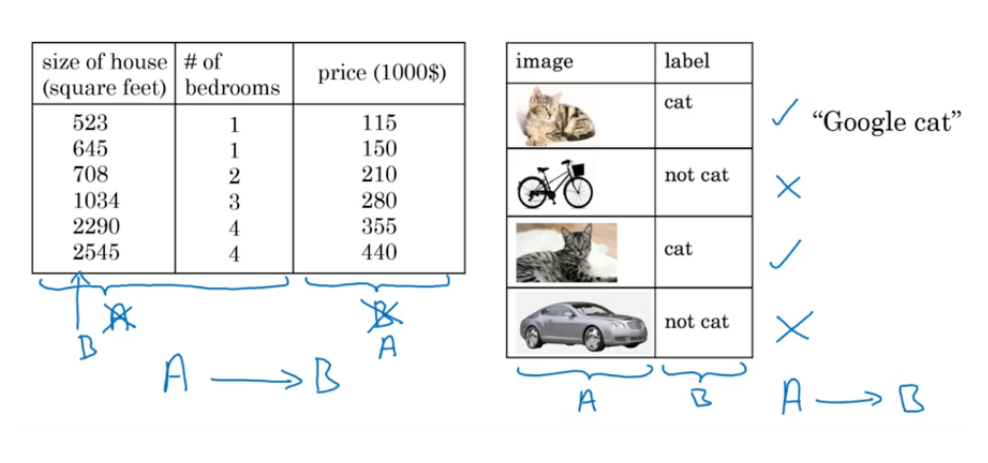 size of house # of price (1000$)
(square feet) bedrooms
523 1 115
645 1 150
708 2 210
1034 3 280
2290 4 355
2545 4 440
A B
B A
A → B
image label
cat
not cat
cat
not cat
✓ “Google cat”
×
✓
×
A B A → B